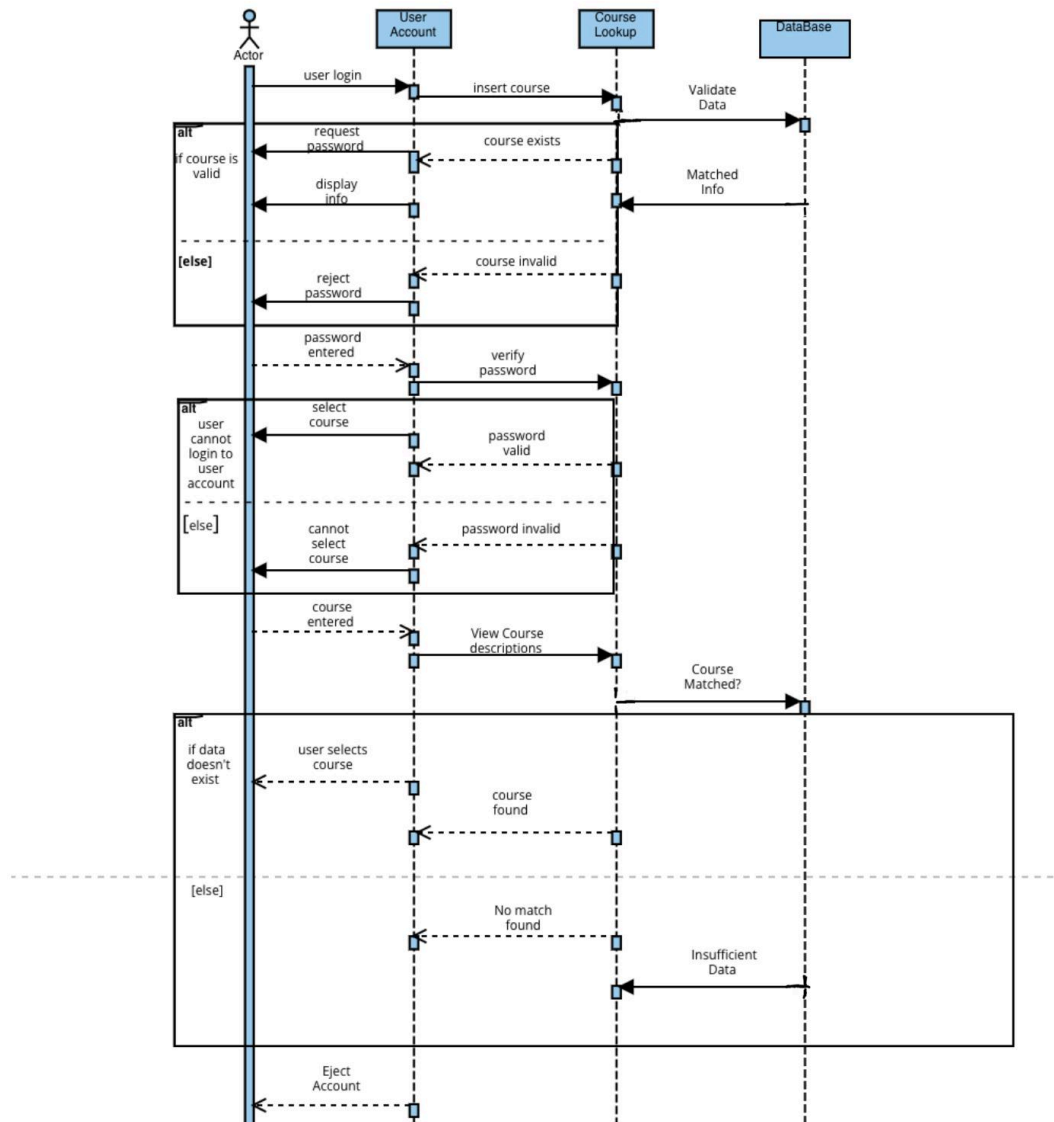 Actor
User
Account
Course
Lookup
DataBase
user login
insert course
Validate
Data
alt
if course is
valid
request
password
course exists
display
info
Matched
Info
[else]
course invalid
reject
password
password
entered
verify
password
alt
user
cannot
login to
user
account
select
course
password
valid
[else]
cannot
select
course
password invalid
course
entered
View Course
descriptions
Course
Matched?
alt
if data
doesn't
exist
user selects
course
course
found
[else]
No match
found
Insufficient
Data
Eject
Account